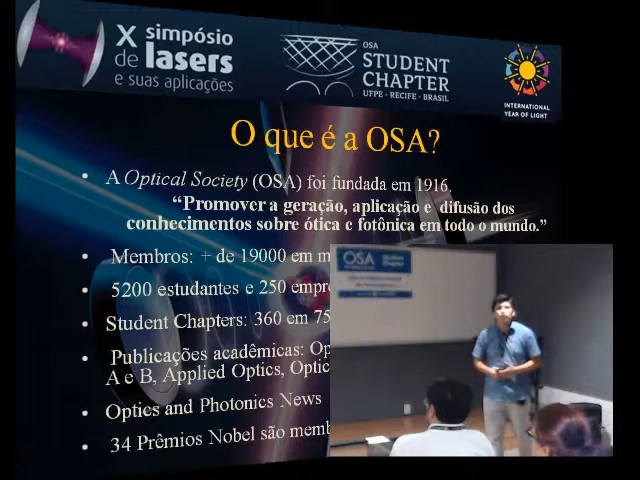 X simpósio
de lasers
e suas aplicações
OSA
STUDENT
CHAPTER
UFPE - RECIFE - BRASIL
INTERNATIONAL
YEAR OF LIGHT
O que é a OSA?
• A Optical Society (OSA) foi fundada em 1916.
“Promover a geração, aplicação e difusão dos
conhecimentos sobre ótica e fotônica em todo o mundo.”
• Membros: + de 19000 em m
• 5200 estudantes e 250 empre
• Student Chapters: 360 em 75
• Publicações acadêmicas: Op
A e B, Applied Optics, Optic
• Optics and Photonics News
• 34 Prêmios Nobel são memb
OSA
Student
Chapter